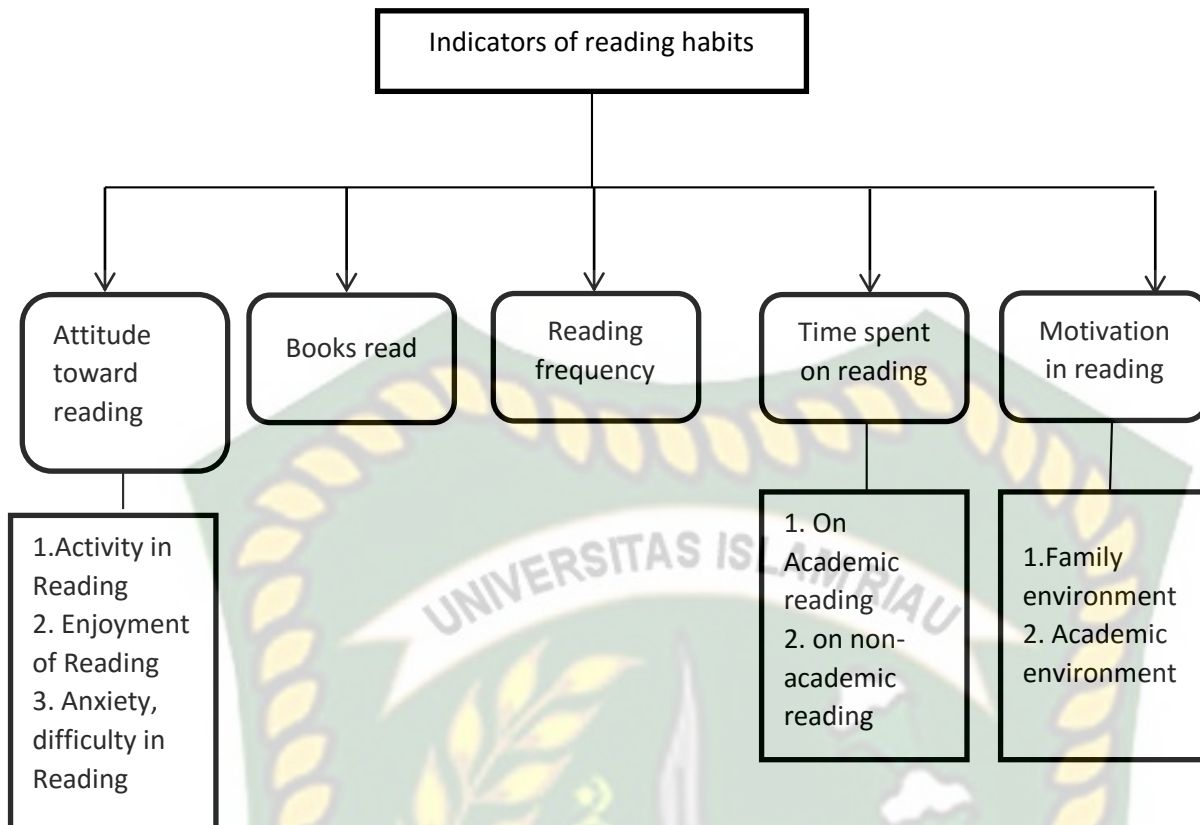 Indicators of reading habits
Attitude
toward
reading
Books read
Reading
frequency
Time spent
on reading
Motivation
in reading
1.Activity in
Reading
2. Enjoyment
of Reading
3. Anxiety,
difficulty in
Reading
1. On
Academic
reading
2. on non-
academic
reading
1.Family
environment
2. Academic
environment
UNIVERSITAS ISLAM RIAU